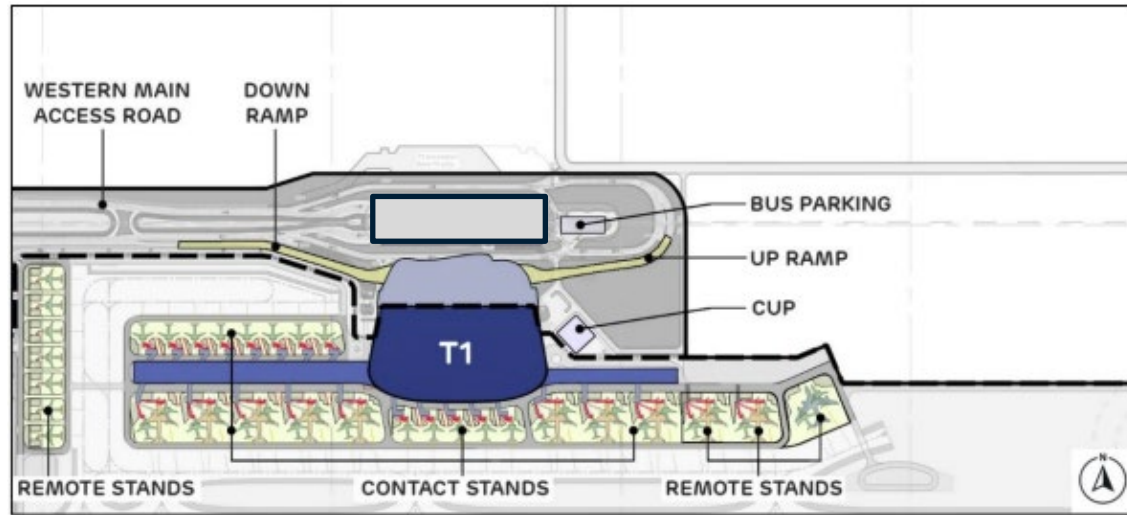 WESTERN MAIN
ACCESS ROAD
DOWN
RAMP
BUS PARKING
UP RAMP
CUP
T1
REMOTE STANDS
CONTACT STANDS
REMOTE STANDS
N